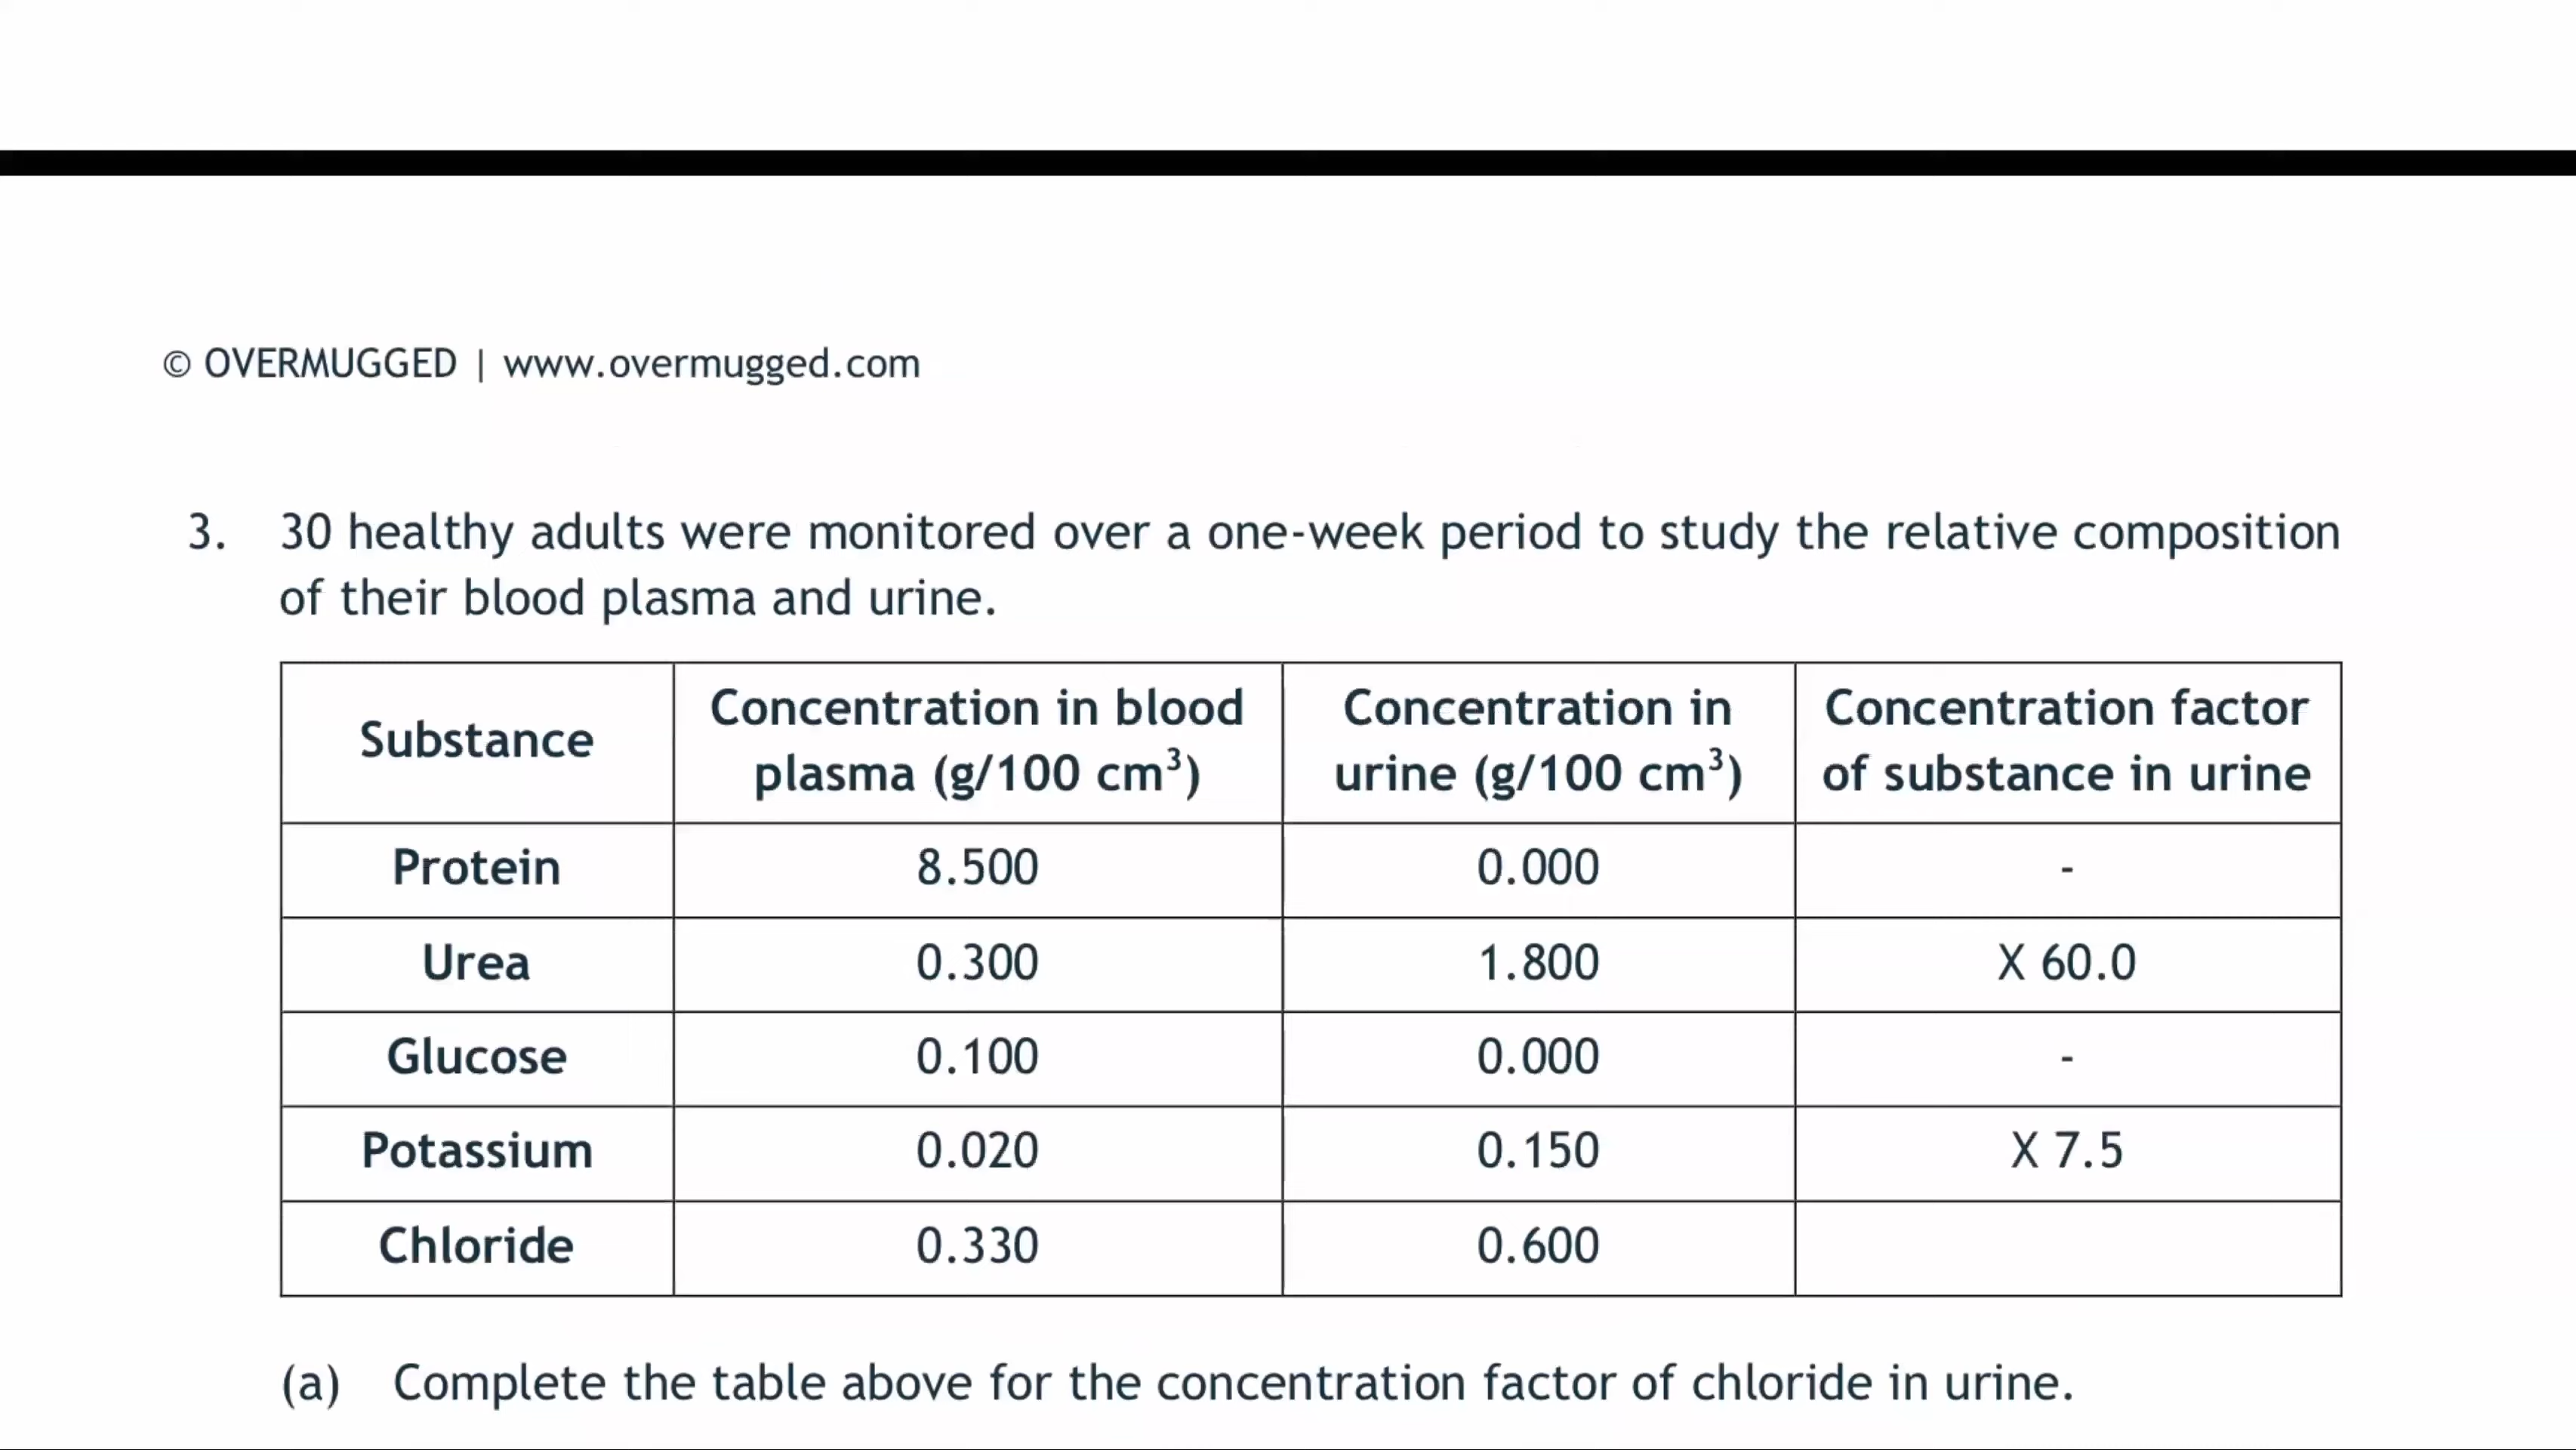 © OVERMUGGED | www.overmugged.com
3. 30 healthy adults were monitored over a one-week period to study the relative composition
of their blood plasma and urine.
Substance
Concentration in blood
plasma (g/100 cm³)
Concentration in
urine (g/100 cm³)
Concentration factor
of substance in urine
Protein 8.500 0.000 -
Urea 0.300 1.800 X 60.0
Glucose 0.100 0.000 -
Potassium 0.020 0.150 X 7.5
Chloride 0.330 0.600
(a) Complete the table above for the concentration factor of chloride in urine.